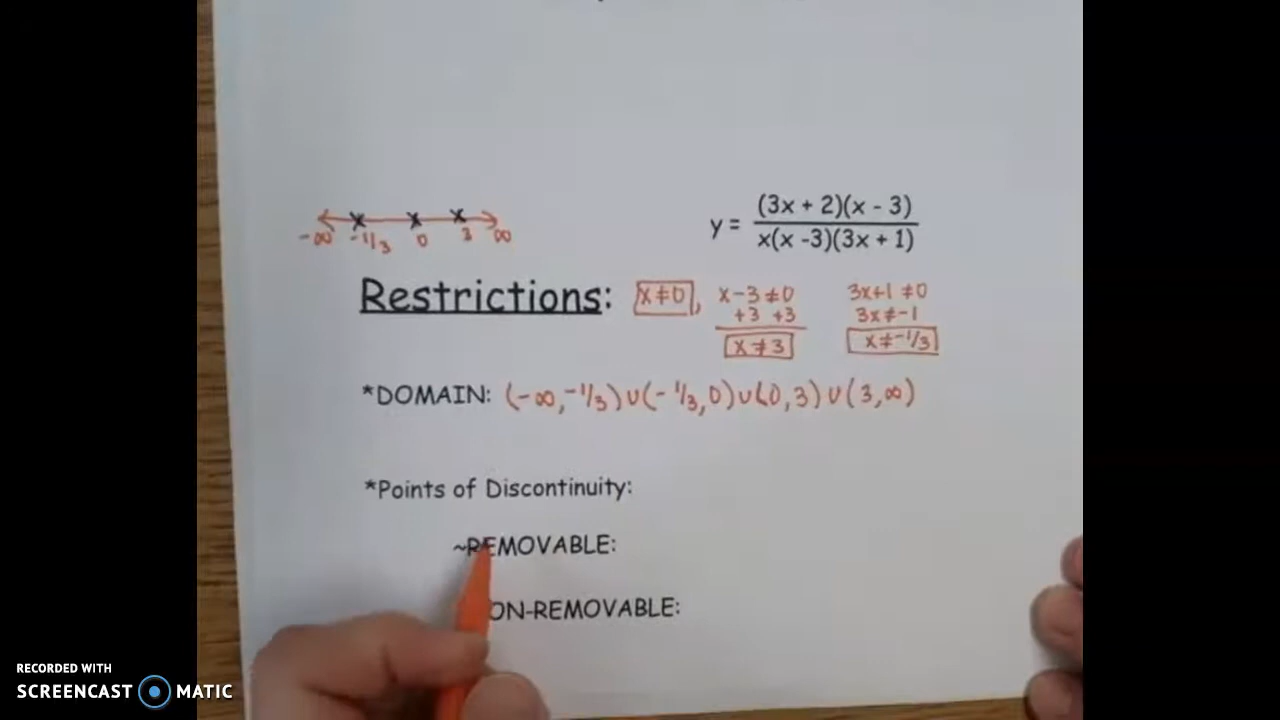 y = (3x + 2)(x - 3)
x(x -3)(3x + 1)
-∞ -1/3 0 3 ∞
Restrictions: x≠0, x-3≠0 3x+1≠0
+3 +3 3x≠-1
x≠3 x≠-1/3
*DOMAIN: (-∞,-1/3)∪(-1/3,0)∪(0,3)∪(3,∞)
*Points of Discontinuity:
~REMOVABLE:
ON-REMOVABLE:
RECORDED WITH
SCREENCAST MATIC